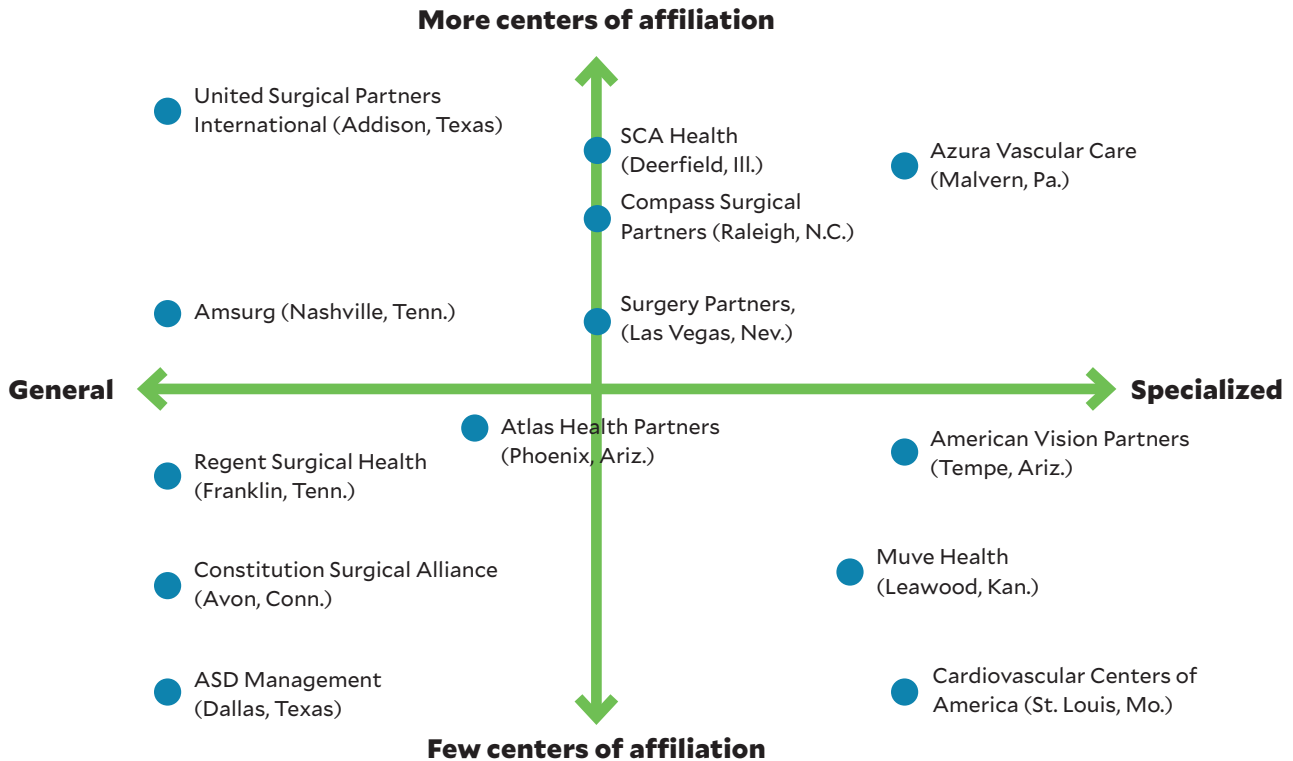 More centers of affiliation
United Surgical Partners
International (Addison, Texas)
SCA Health
(Deerfield, Ill.)
Azura Vascular Care
(Malvern, Pa.)
Compass Surgical
Partners (Raleigh, N.C.)
Amsurg (Nashville, Tenn.)
Surgery Partners,
(Las Vegas, Nev.)
General
Specialized
Atlas Health Partners
(Phoenix, Ariz.)
American Vision Partners
(Tempe, Ariz.)
Regent Surgical Health
(Franklin, Tenn.)
Constitution Surgical Alliance
(Avon, Conn.)
Muve Health
(Leawood, Kan.)
ASD Management
(Dallas, Texas)
Cardiovascular Centers of
America (St. Louis, Mo.)
Few centers of affiliation